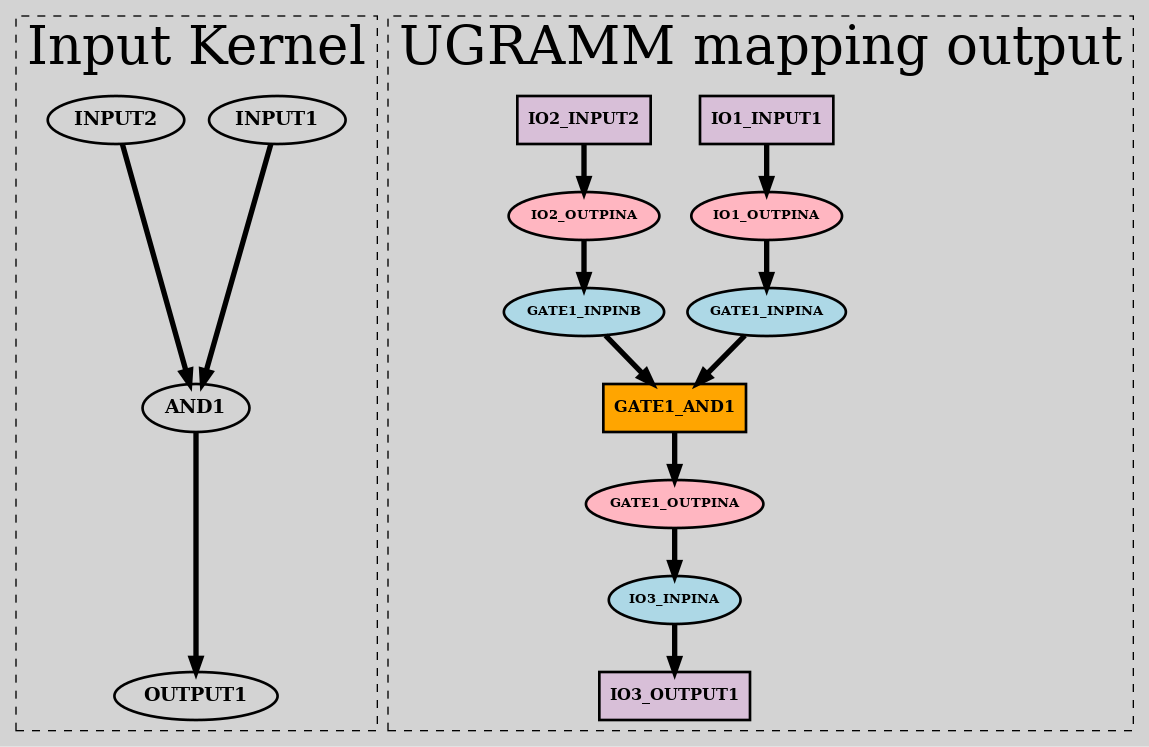 Input Kernel
INPUT2
INPUT1
AND1
OUTPUT1
UGRAMM mapping output
IO2_INPUT2
IO1_INPUT1
IO2_OUTPINA
IO1_OUTPINA
GATE1_INPINB
GATE1_INPINA
GATE1_AND1
GATE1_OUTPINA
IO3_INPINA
IO3_OUTPUT1